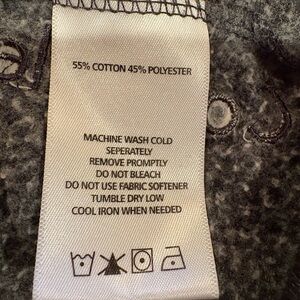 55% COTTON 45% POLYESTER
MACHINE WASH COLD
SEPERATELY
REMOVE PROMPTLY
DO NOT BLEACH
DO NOT USE FABRIC SOFTENER
TUMBLE DRY LOW
COOL IRON WHEN NEEDED